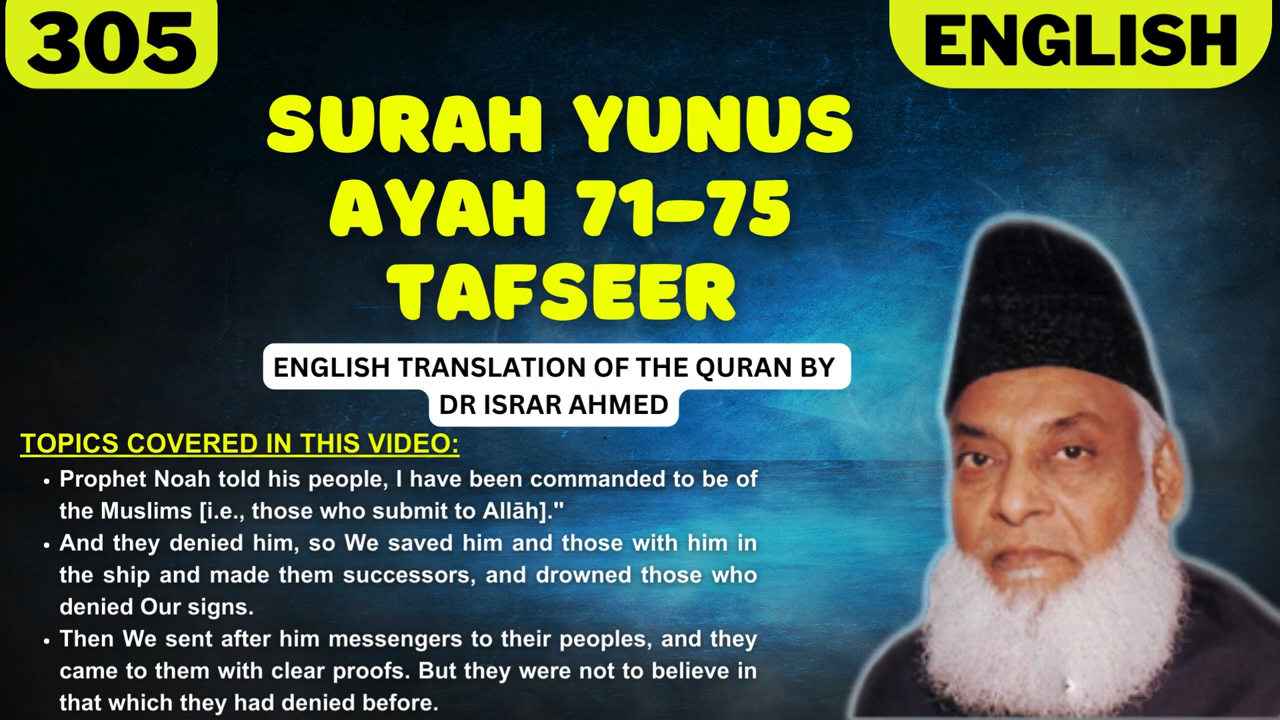 305
ENGLISH
SURAH YUNUS
AYAH 71-75
TAFSEER
ENGLISH TRANSLATION OF THE QURAN BY
DR ISRAR AHMED
TOPICS COVERED IN THIS VIDEO:
• Prophet Noah told his people, I have been commanded to be of
the Muslims [i.e., those who submit to Allāh]."
• And they denied him, so We saved him and those with him in
the ship and made them successors, and drowned those who
denied Our signs.
• Then We sent after him messengers to their peoples, and they
came to them with clear proofs. But they were not to believe in
that which they had denied before.